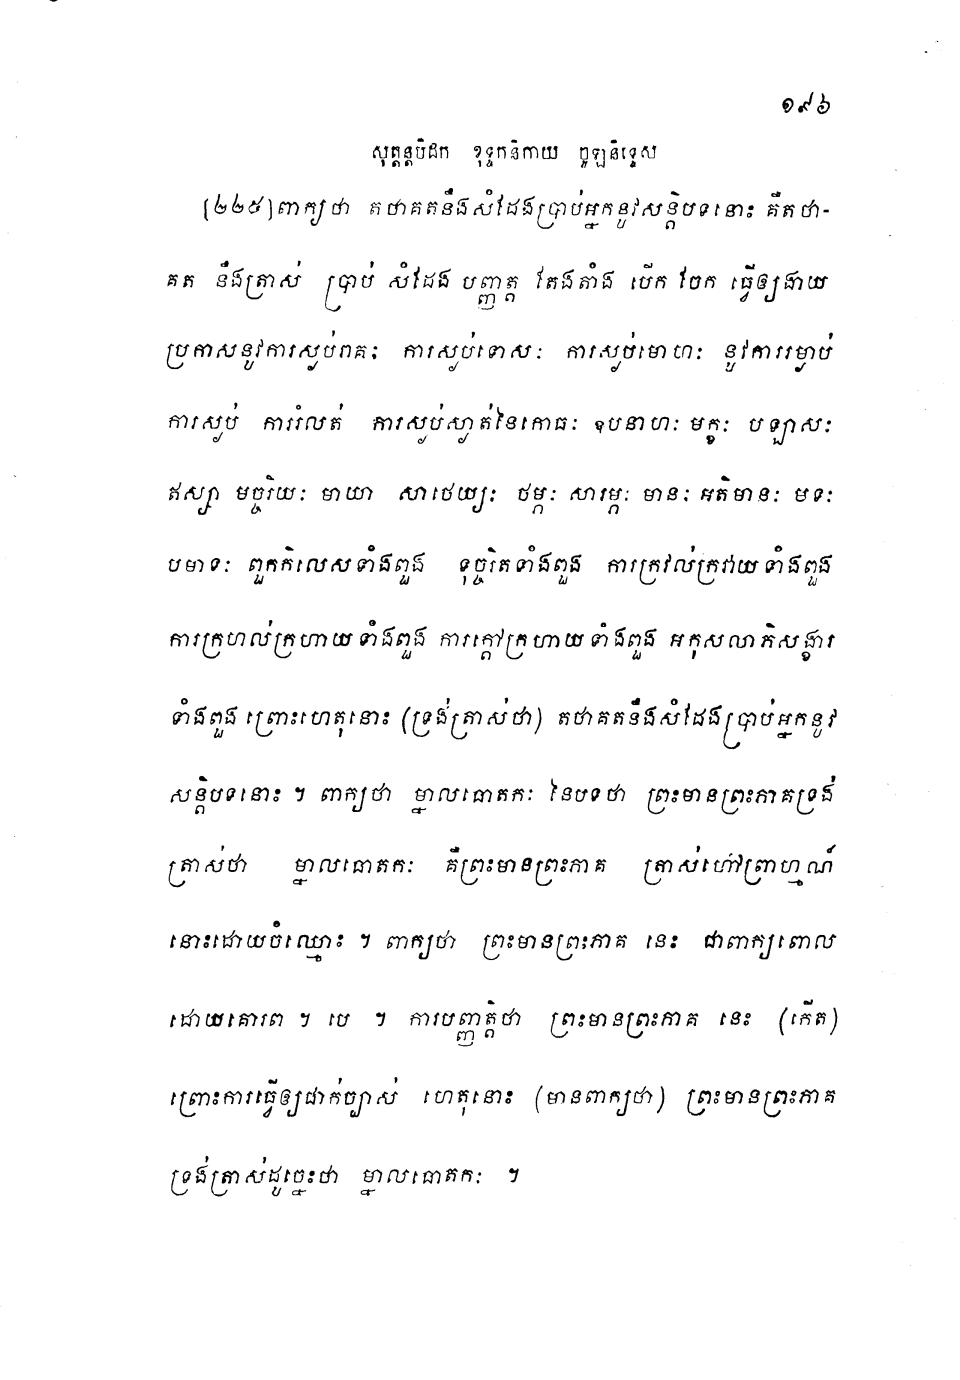 ១៩៦
សុត្តន្តបិដក ខុទ្ទកនិកាយ ចូឡនិទ្ទេស
(២២៥)ពាក្យថា តថាគតនឹងសំដែងប្រាប់អ្នកនូវសន្តិបទនោះ គឺតថា-
គត នឹងត្រាស់ ប្រាប់ សំដែង បញ្ញត្ត តែងតាំង បើក វែក ធ្វើឲ្យងាយ
ប្រកាសនូវការស្ងប់រាគៈ ការស្ងប់ទោសៈ ការស្ងប់មោហៈ នូវការរម្ងាប់
ការស្ងប់ ការរំលត់ ការស្ងប់ស្ងាត់នៃកោធៈ ឧបនាហៈ មក្ខៈ បឡាសៈ
ឥស្សា មច្ឆរិយៈ មាយា សាថេយ្យៈ ថម្ភៈ សារម្ភៈ មានៈ អតិមានៈ មទៈ
បមាទៈ ពួកកិលេសទាំងពួង ទុច្ចរិតទាំងពួង ការក្រវល់ក្រវាយទាំងពួង
ការក្រហល់ក្រហាយទាំងពួង ការក្តៅក្រហាយទាំងពួង អកុសលាភិសង្ខារ
ទាំងពួង ព្រោះហេតុនោះ (ទ្រង់ត្រាស់ថា) តថាគតនឹងសំដែងប្រាប់អ្នកនូវ
សន្តិបទនោះ ។ ពាក្យថា ម្នាលធោតកៈ នៃបទថា ព្រះមានព្រះភាគទ្រង់
ត្រាស់ថា ម្នាលធោតកៈ គឺព្រះមានព្រះភាគ ត្រាស់ហៅព្រាហ្មណ៍
នោះដោយចំឈ្មោះ ។ ពាក្យថា ព្រះមានព្រះភាគ នេះ ជាពាក្យពោល
ដោយគោរព ។ បេ ។ ការបញ្ញត្តិថា ព្រះមានព្រះភាគ នេះ (កើត)
ព្រោះការធ្វើឲ្យជាក់ច្បាស់ ហេតុនោះ (មានពាក្យថា) ព្រះមានព្រះភាគ
ទ្រង់ត្រាស់ដូច្នេះថា ម្នាលធោតកៈ ។